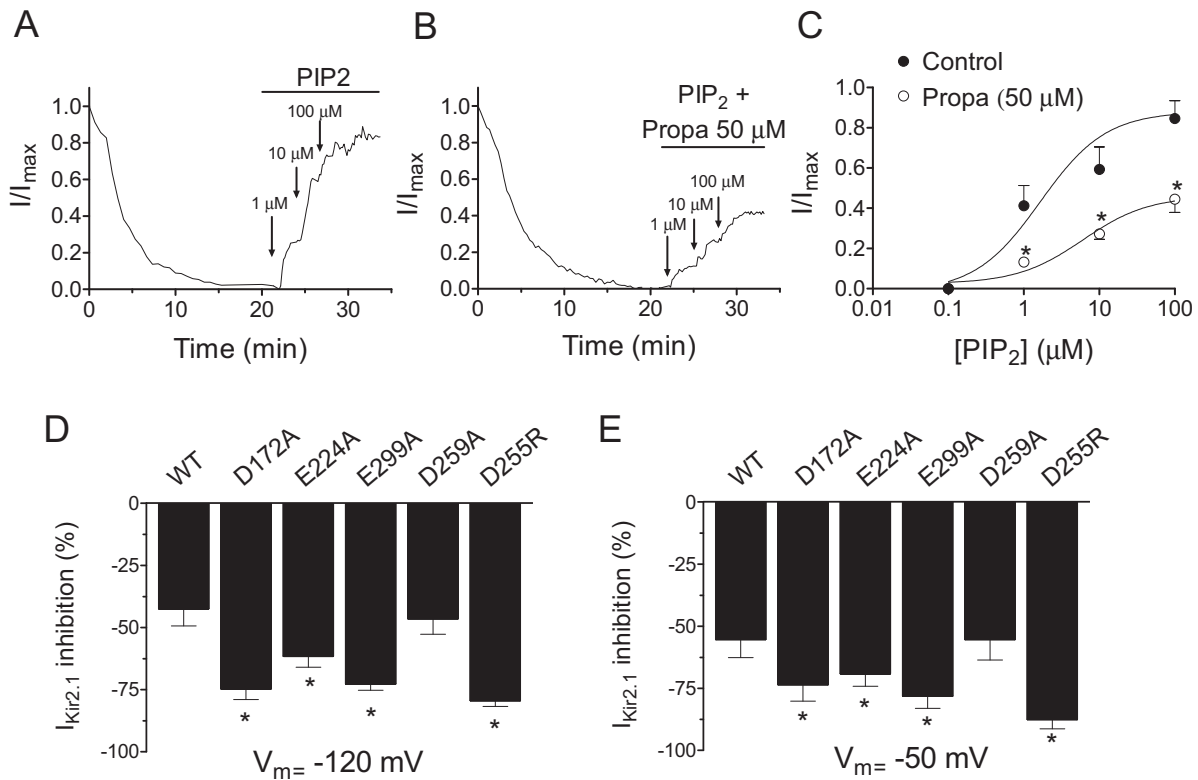 A
PIP2
100 μM
10 μM
1 μM
I/Imax
1.0
0.8
0.6
0.4
0.2
0.0
0 10 20 30
Time (min)
B
PIP2 +
Propa 50 μM
100 μM
10 μM
1 μM
I/Imax
1.0
0.8
0.6
0.4
0.2
0.0
0 10 20 30
Time (min)
C
Control
Propa (50 μM)
I/Imax
1.0
0.8
0.6
0.4
0.2
0.0
* * *
0.01 0.1 1 10 100
[PIP2] (μM)
D
WT D172A E224A E299A D259A D255R
IKir2.1 inhibition (%)
0
-25
-50
-75
-100
* * * *
Vm= -120 mV
E
WT D172A E224A E299A D259A D255R
IKir2.1 inhibition (%)
0
-25
-50
-75
-100
* * * *
Vm= -50 mV